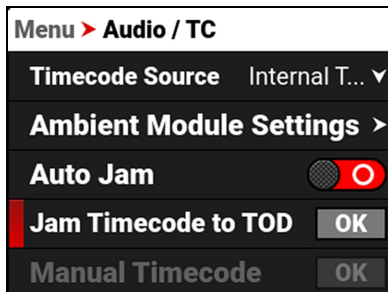 Menu > Audio / TC
Timecode Source Internal T...
Ambient Module Settings >
Auto Jam
Jam Timecode to TOD OK
Manual Timecode OK